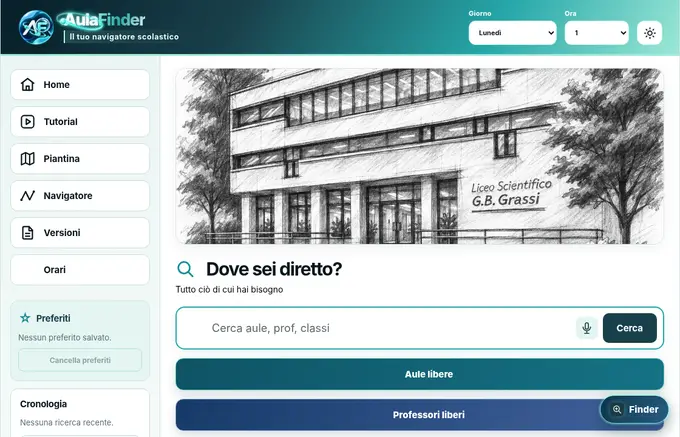 AulaFinder
Il tuo navigatore scolastico
Giorno
Lunedì
Ora
1
Home
Tutorial
Piantina
Navigatore
Versioni
Orari
Preferiti
Nessun preferito salvato.
Cancella preferiti
Cronologia
Nessuna ricerca recente.
Liceo Scientifico
G.B. Grassi
Dove sei diretto?
Tutto ciò di cui hai bisogno
Cerca aule, prof, classi
Cerca
Aule libere
Professori liberi
Finder